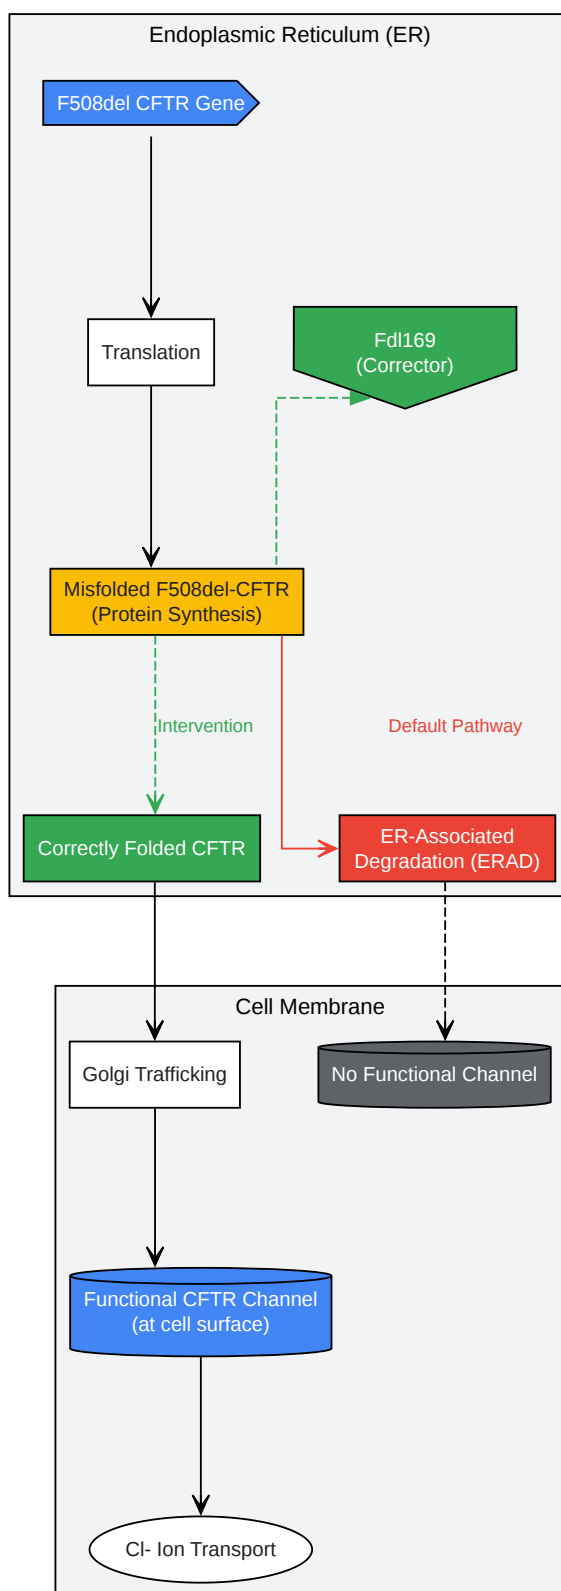 Endoplasmic Reticulum (ER)
F508del CFTR Gene
Translation
Fdl169
(Corrector)
Misfolded F508del-CFTR
(Protein Synthesis)
Intervention
Default Pathway
Correctly Folded CFTR
ER-Associated
Degradation (ERAD)
Cell Membrane
Golgi Trafficking
No Functional Channel
Functional CFTR Channel
(at cell surface)
Cl- Ion Transport